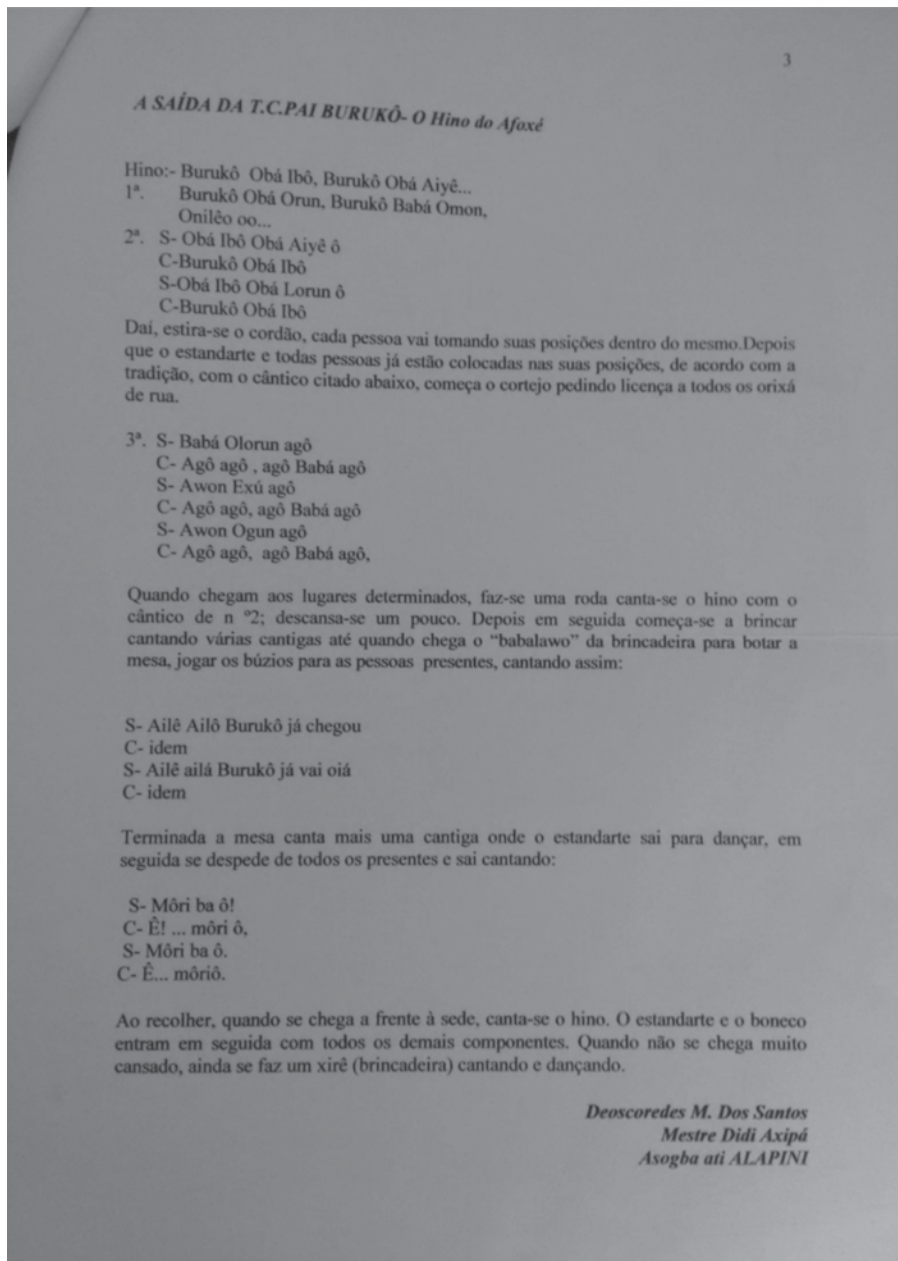 3
A SAÍDA DA T.C.PAI BURUKÔ- O Hino do Afoxé
Hino:- Burukô Obá Ibô, Burukô Obá Aiyê...
1ª. Burukô Obá Orun, Burukô Babá Omon,
Onilêo oo...
2ª. S- Obá Ibô Obá Aiyê ô
C-Burukô Obá Ibô
S-Obá Ibô Obá Lorun ô
C-Burukô Obá Ibô
Daí, estira-se o cordão, cada pessoa vai tomando suas posições dentro do mesmo.Depois
que o estandarte e todas pessoas já estão colocadas nas suas posições, de acordo com a
tradição, com o cântico citado abaixo, começa o cortejo pedindo licença a todos os orixá
de rua.
3ª. S- Babá Olorun agô
C- Agô agô , agô Babá agô
S- Awon Exú agô
C- Agô agô, agô Babá agô
S- Awon Ogun agô
C- Agô agô, agô Babá agô,
Quando chegam aos lugares determinados, faz-se uma roda canta-se o hino com o
cântico de n º2; descansa-se um pouco. Depois em seguida começa-se a brincar
cantando várias cantigas até quando chega o “babalawo” da brincadeira para botar a
mesa, jogar os búzios para as pessoas presentes, cantando assim:
S- Ailê Ailô Burukô já chegou
C- idem
S- Ailê ailá Burukô já vai oiá
C- idem
Terminada a mesa canta mais uma cantiga onde o estandarte sai para dançar, em
seguida se despede de todos os presentes e sai cantando:
S- Môri ba ô!
C- Ê! ... môri ô,
S- Môri ba ô.
C- Ê... môriô.
Ao recolher, quando se chega a frente à sede, canta-se o hino. O estandarte e o boneco
entram em seguida com todos os demais componentes. Quando não se chega muito
cansado, ainda se faz um xirê (brincadeira) cantando e dançando.
Deoscoredes M. Dos Santos
Mestre Didi Axipá
Asogba ati ALAPINI